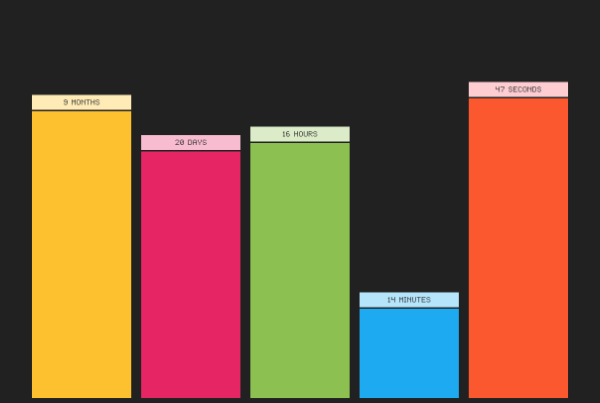 9 MONTHS
20 DAYS
16 HOURS
14 MINUTES
47 SECONDS